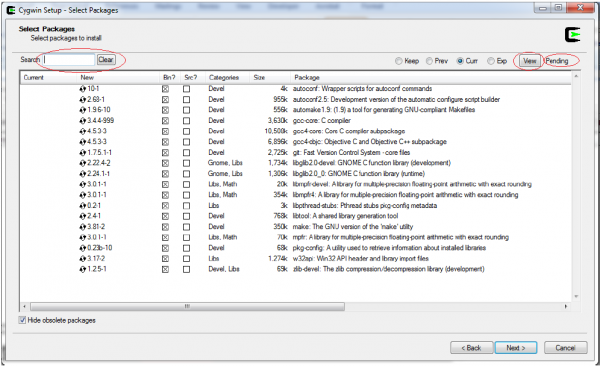 Cygwin Setup - Select Packages
Select Packages
Select packages to install
Search Clear Keep Prev Curr Exp View Pending
Current New Bin? Src? Categories Size Package
10-1 Devel 4k autoconf: Wrapper scripts for autoconf commands
2.68-1 Devel 955k autoconf2.5: Development version of the automatic configure script builder
1.9.6-10 Devel 556k automake1.9: (1.9) a tool for generating GNU-compliant Makefiles
3.4.4-999 Devel 3,630k gcc-core: C compiler
4.5.3-3 Devel 10,508k gcc4-core: Core C compiler subpackage
4.5.3-3 Devel 6,896k gcc4-objc: Objective C and Objective C++ subpackage
1.7.5.1-1 Devel 2,725k git: Fast Version Control System - core files
2.22.4-2 Gnome, Libs 1,734k libglib2.0-devel: GNOME C function library (development)
2.24.1-1 Gnome, Libs 1,306k libglib2.0_0: GNOME C function library (runtime)
3.0.1-1 Libs, Math 20k libmpfr-devel: A library for multiple-precision floating-point arithmetic with exact rounding
3.0.1-1 Libs, Math 354k libmpfr4: A library for multiple-precision floating-point arithmetic with exact rounding
0.2-1 Libs 3k libpthread-stubs: Pthread stubs pkg-config metadata
2.4-1 Devel 768k libtool: A shared library generation tool
3.81-2 Devel 350k make: The GNU version of the 'make' utility
3.0.1-1 Libs, Math 70k mpfr: A library for multiple-precision floating-point arithmetic with exact rounding
0.23b-10 Devel 68k pkg-config: A utility used to retrieve information about installed libraries
3.17-2 Libs 1,274k w32api: Win32 API header and library import files
1.2.5-1 Devel, Libs 69k zlib-devel: The zlib compression/decompression library (development)
Hide obsolete packages
< Back Next > Cancel